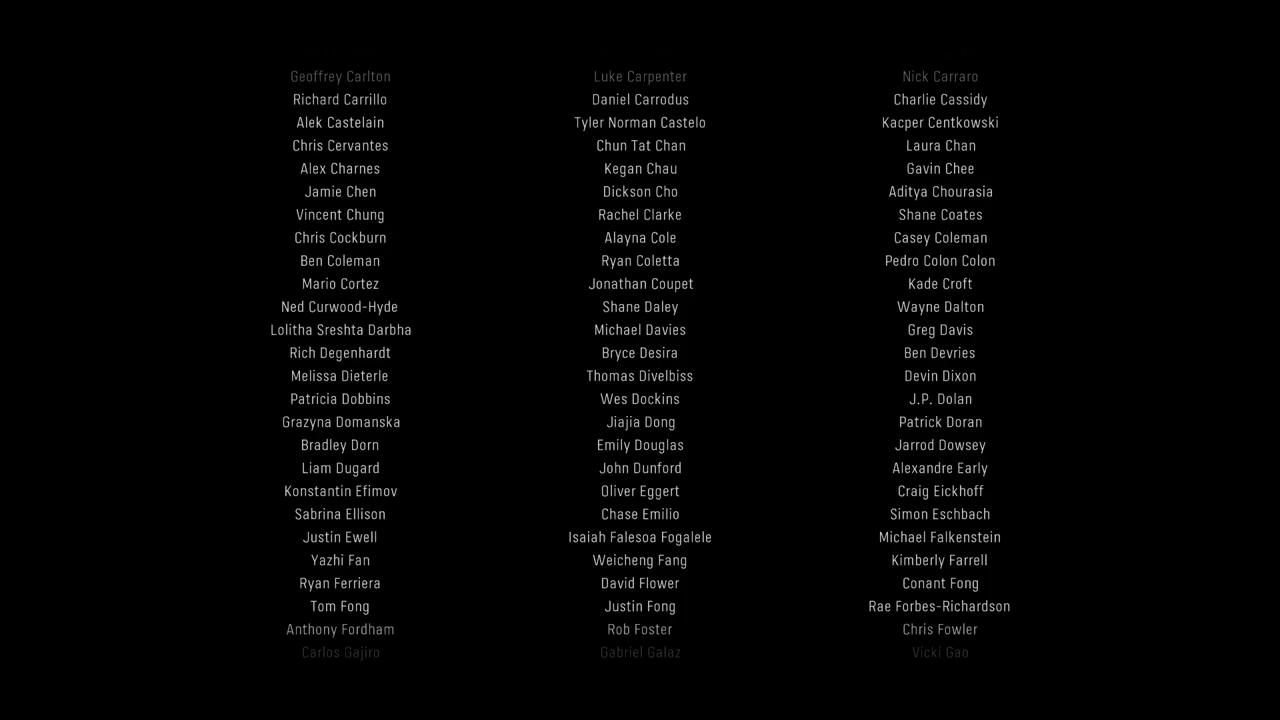 Geoffrey Carlton Luke Carpenter Nick Carraro
Richard Carrillo Daniel Carrodus Charlie Cassidy
Alek Castelain Tyler Norman Castelo Kacper Centkowski
Chris Cervantes Chun Tat Chan Laura Chan
Alex Charnes Kegan Chau Gavin Chee
Jamie Chen Dickson Cho Aditya Chourasia
Vincent Chung Rachel Clarke Shane Coates
Chris Cockburn Alayna Cole Casey Coleman
Ben Coleman Ryan Coletta Pedro Colon Colon
Mario Cortez Jonathan Coupet Kade Croft
Ned Curwood-Hyde Shane Daley Wayne Dalton
Lolitha Sreshta Darbha Michael Davies Greg Davis
Rich Degenhardt Bryce Desira Ben Devries
Melissa Dieterle Thomas Divelbiss Devin Dixon
Patricia Dobbins Wes Dockins J.P. Dolan
Grazyna Domanska Jiajia Dong Patrick Doran
Bradley Dorn Emily Douglas Jarrod Dowsey
Liam Dugard John Dunford Alexandre Early
Konstantin Efimov Oliver Eggert Craig Eickhoff
Sabrina Ellison Chase Emilio Simon Eschbach
Justin Ewell Isaiah Falesoa Fogalele Michael Falkenstein
Yazhi Fan Weicheng Fang Kimberly Farrell
Ryan Ferriera David Flower Conant Fong
Tom Fong Justin Fong Rae Forbes-Richardson
Anthony Fordham Rob Foster Chris Fowler
Carlos Gajiro Gabriel Galaz Vicki Gao